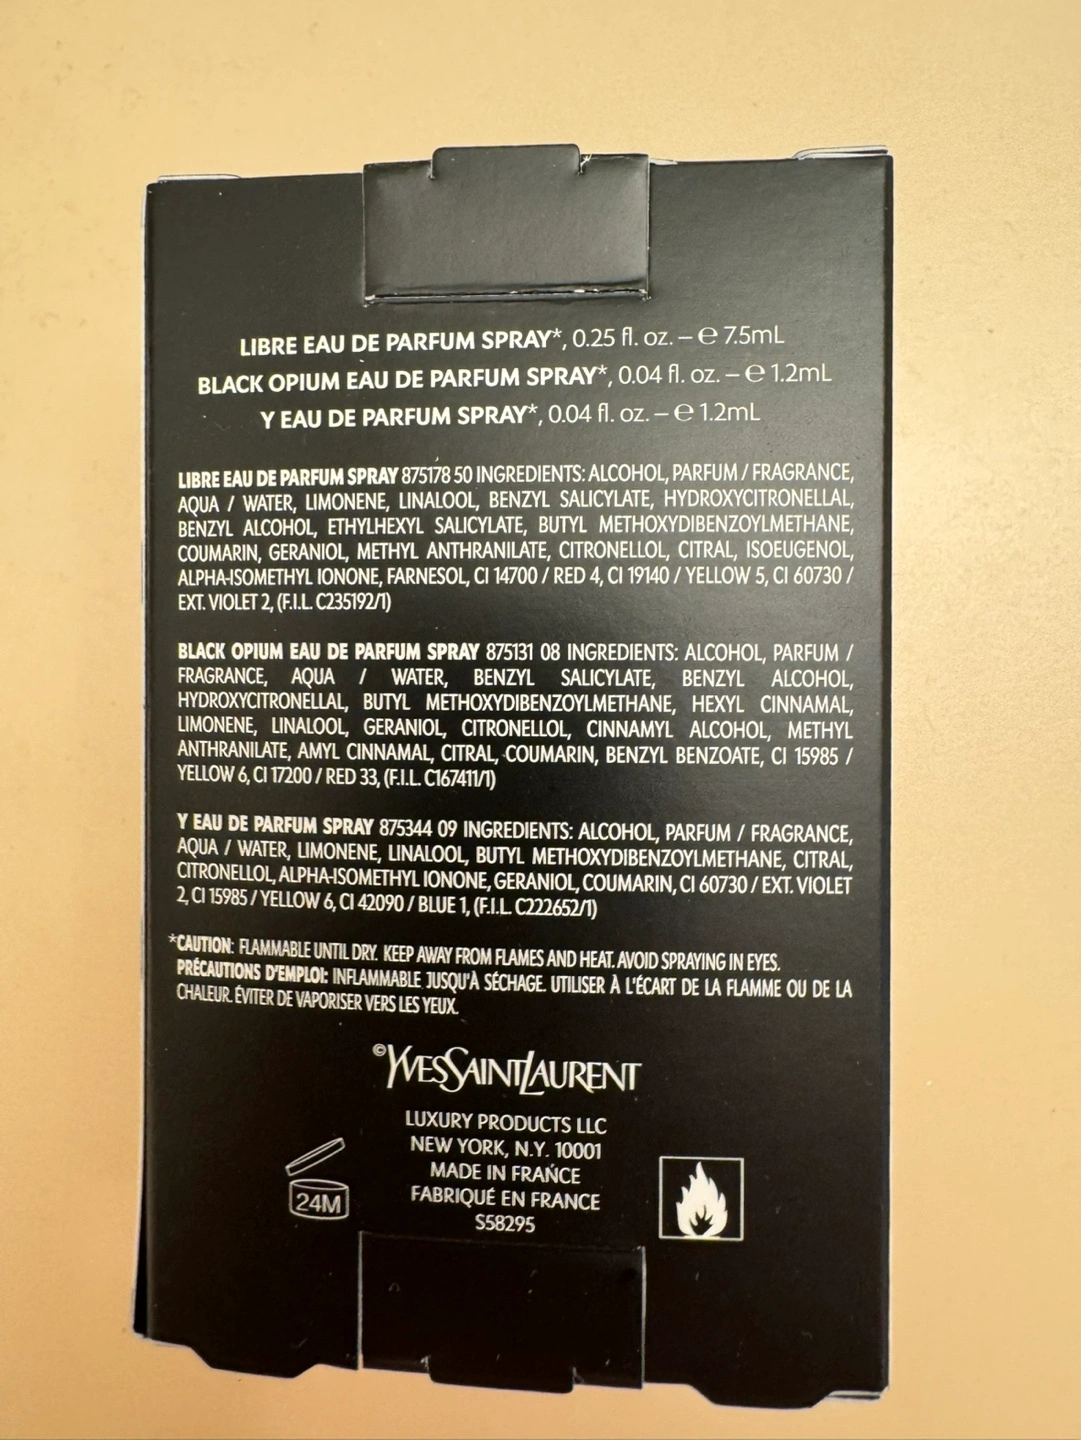 LIBRE EAU DE PARFUM SPRAY*, 0.25 fl. oz. – ℮ 7.5mL
BLACK OPIUM EAU DE PARFUM SPRAY*, 0.04 fl. oz. – ℮ 1.2mL
Y EAU DE PARFUM SPRAY*, 0.04 fl. oz. – ℮ 1.2mL
LIBRE EAU DE PARFUM SPRAY 875178 50 INGREDIENTS: ALCOHOL, PARFUM / FRAGRANCE,
AQUA / WATER, LIMONENE, LINALOOL, BENZYL SALICYLATE, HYDROXYCITRONELLAL,
BENZYL ALCOHOL, ETHYLHEXYL SALICYLATE, BUTYL METHOXYDIBENZOYLMETHANE,
COUMARIN, GERANIOL, METHYL ANTHRANILATE, CITRONELLOL, CITRAL, ISOEUGENOL,
ALPHA-ISOMETHYL IONONE, FARNESOL, CI 14700 / RED 4, CI 19140 / YELLOW 5, CI 60730 /
EXT. VIOLET 2, (F.I.L. C235192/1)
BLACK OPIUM EAU DE PARFUM SPRAY 875131 08 INGREDIENTS: ALCOHOL, PARFUM /
FRAGRANCE, AQUA / WATER, BENZYL SALICYLATE, BENZYL ALCOHOL,
HYDROXYCITRONELLAL, BUTYL METHOXYDIBENZOYLMETHANE, HEXYL CINNAMAL,
LIMONENE, LINALOOL, GERANIOL, CITRONELLOL, CINNAMYL ALCOHOL, METHYL
ANTHRANILATE, AMYL CINNAMAL, CITRAL, COUMARIN, BENZYL BENZOATE, CI 15985 /
YELLOW 6, CI 17200 / RED 33, (F.I.L. C167411/1)
Y EAU DE PARFUM SPRAY 875344 09 INGREDIENTS: ALCOHOL, PARFUM / FRAGRANCE,
AQUA / WATER, LIMONENE, LINALOOL, BUTYL METHOXYDIBENZOYLMETHANE, CITRAL,
CITRONELLOL, ALPHA-ISOMETHYL IONONE, GERANIOL, COUMARIN, CI 60730 / EXT. VIOLET
2, CI 15985 / YELLOW 6, CI 42090 / BLUE 1, (F.I.L. C222652/1)
*CAUTION: FLAMMABLE UNTIL DRY. KEEP AWAY FROM FLAMES AND HEAT. AVOID SPRAYING IN EYES.
PRÉCAUTIONS D'EMPLOI: INFLAMMABLE JUSQU'À SÉCHAGE. UTILISER À L'ÉCART DE LA FLAMME OU DE LA
CHALEUR. ÉVITER DE VAPORISER VERS LES YEUX.
©YVESSAINTLAURENT
LUXURY PRODUCTS LLC
NEW YORK, N.Y. 10001
MADE IN FRANCE
FABRIQUÉ EN FRANCE
S58295
24M